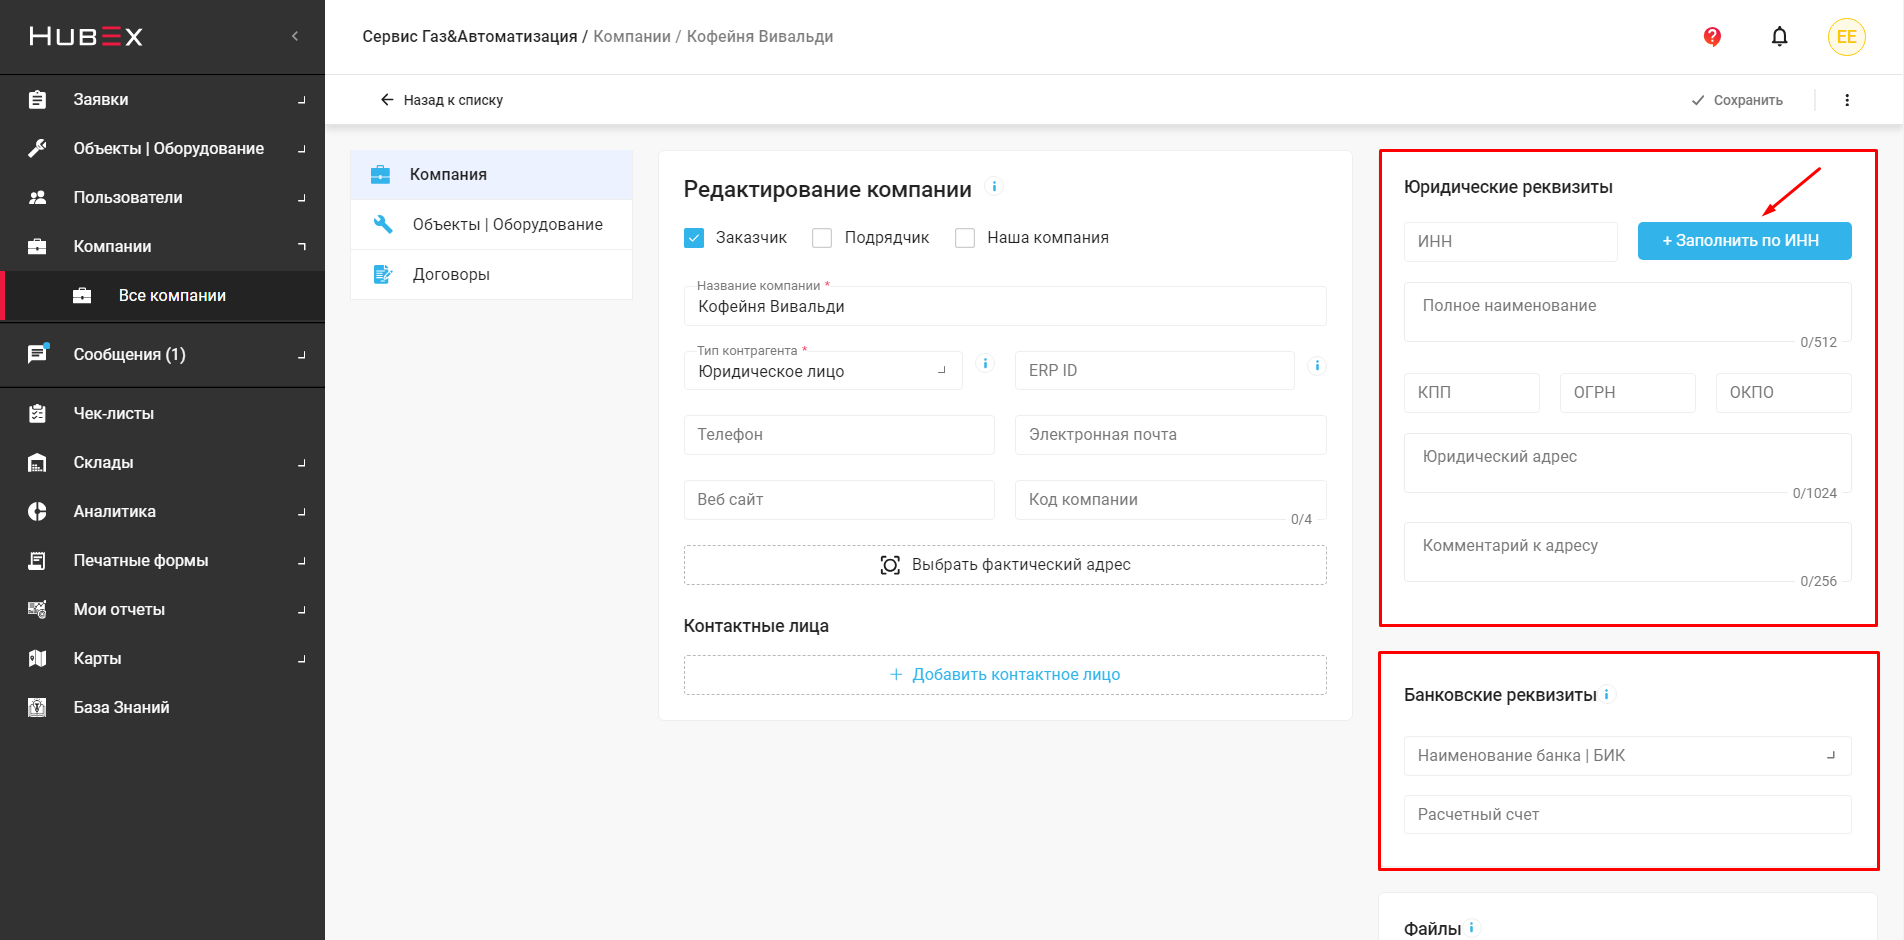 HUBEX
Сервис Газ&Автоматизация / Компании / Кофейня Вивальди
?
EE
Назад к списку
Сохранить
Заявки
Объекты | Оборудование
Пользователи
Компании
Все компании
Сообщения (1)
Чек-листы
Склады
Аналитика
Печатные формы
Мои отчеты
Карты
База Знаний
Компания
Объекты | Оборудование
Договоры
Редактирование компании i
Заказчик Подрядчик Наша компания
Название компании *
Кофейня Вивальди
Тип контрагента *
Юридическое лицо i ERP ID i
Телефон Электронная почта
Веб сайт Код компании
0/4
Выбрать фактический адрес
Контактные лица
+ Добавить контактное лицо
Юридические реквизиты
ИНН + Заполнить по ИНН
Полное наименование
0/512
КПП ОГРН ОКПО
Юридический адрес
0/1024
Комментарий к адресу
0/256
Банковские реквизиты i
Наименование банка | БИК
Расчетный счет
Файлы i